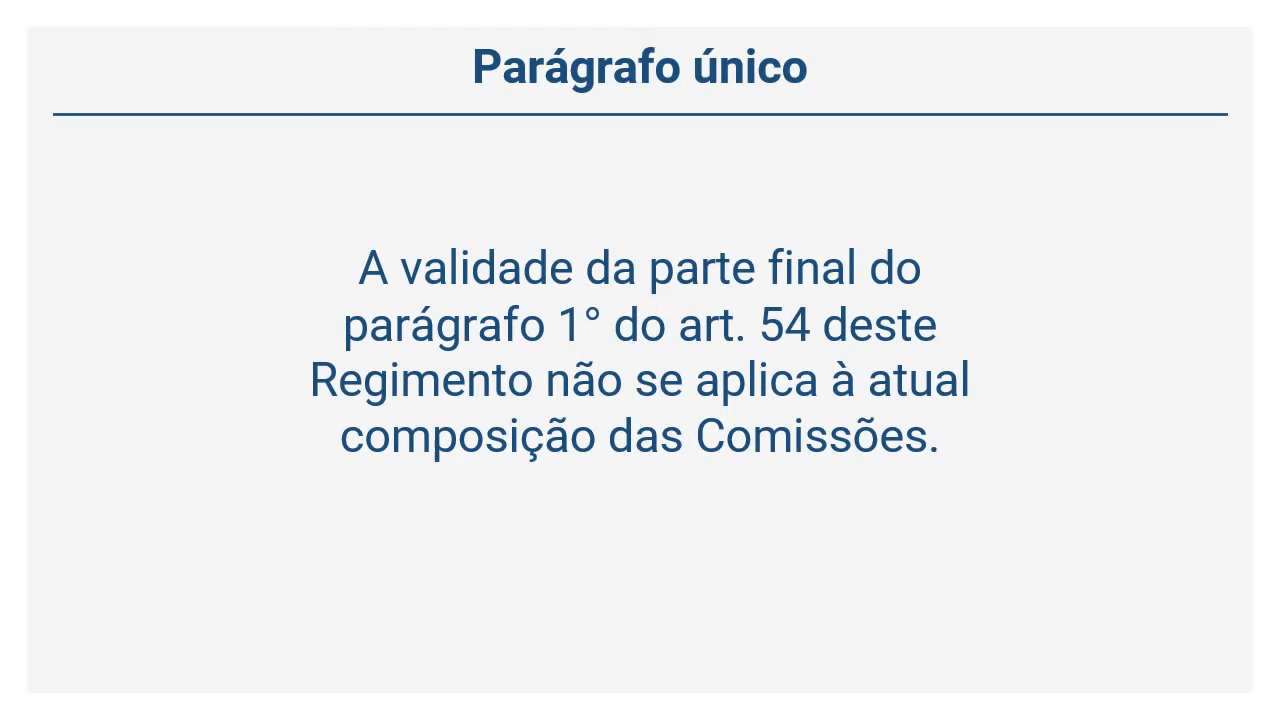 Parágrafo único
A validade da parte final do
parágrafo 1° do art. 54 deste
Regimento não se aplica à atual
composição das Comissões.